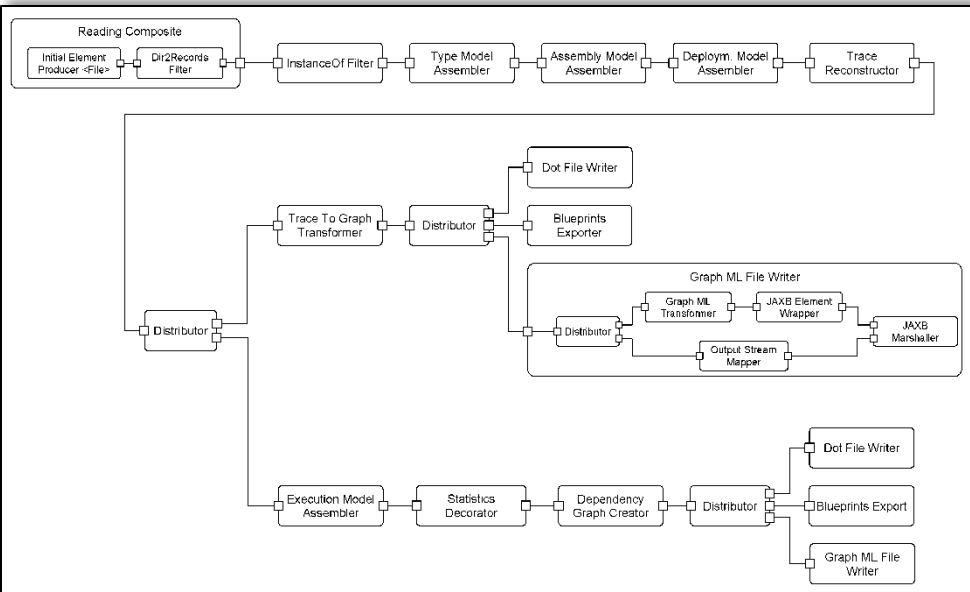 Reading Composite
Initial Element
Producer <File>
Dir2Records
Filter
InstanceOf Filter
Type Model
Assembler
Assembly Model
Assembler
Deploym. Model
Assembler
Trace
Reconstructor
Dot File Writer
Trace To Graph
Transformer
Distributor
Blueprints
Exporter
Graph ML File Writer
Distributor
Graph ML
Transformer
JAXB Element
Wrapper
Distributor
JAXB
Marshaller
Output Stream
Mapper
Dot File Writer
Execution Model
Assembler
Statistics
Decorator
Dependency
Graph Creator
Distributor
Blueprints Export
Graph ML File
Writer